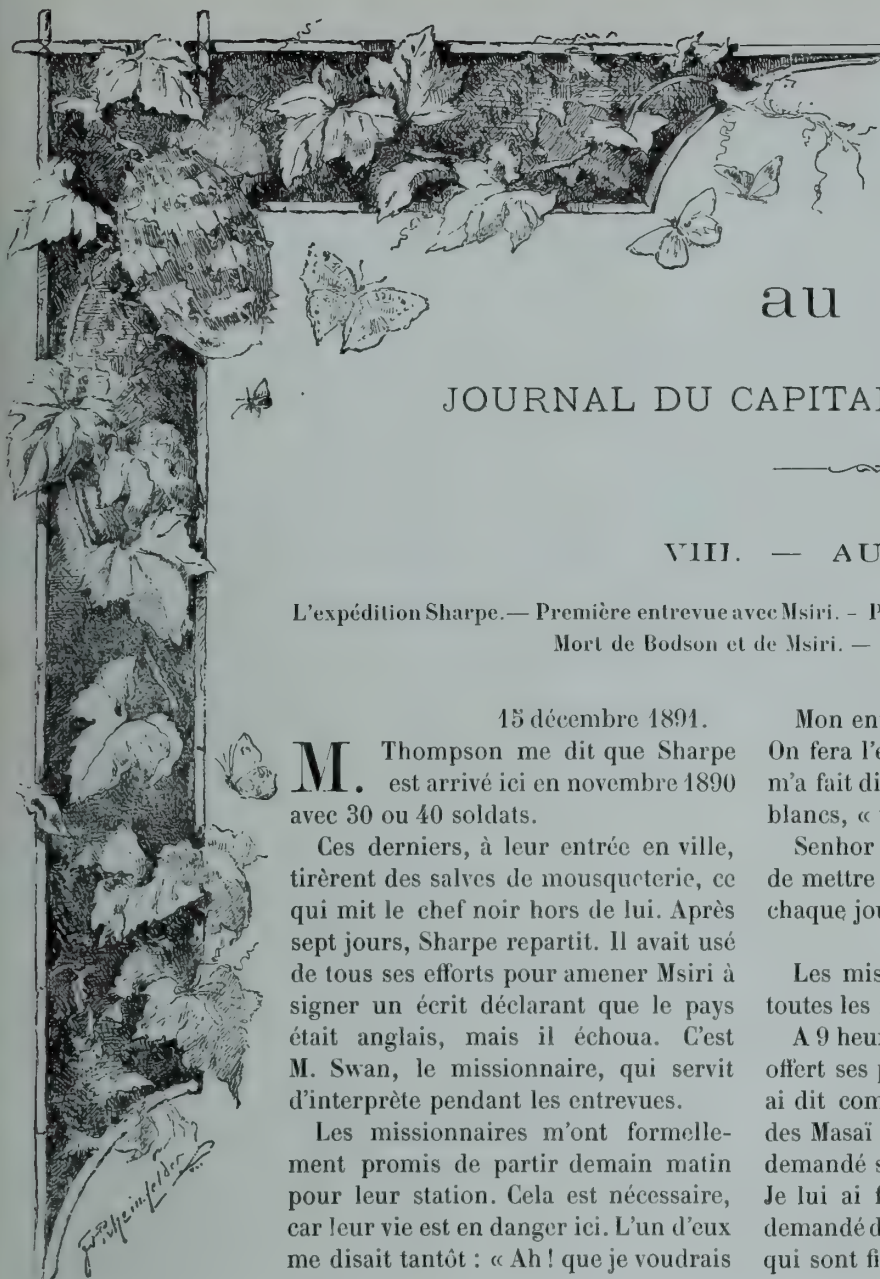 au
JOURNAL DU CAPITA
VIII. — AU
L'expédition Sharpe. — Première entrevue avec Msiri. –
Mort de Bodson et de Msiri. —
15 décembre 1891.
M. Thompson me dit que Sharpe
est arrivé ici en novembre 1890
avec 30 ou 40 soldats.
Ces derniers, à leur entrée en ville,
tirèrent des salves de mousqueterie, ce
qui mit le chef noir hors de lui. Après
sept jours, Sharpe repartit. Il avait usé
de tous ses efforts pour amener Msiri à
signer un écrit déclarant que le pays
était anglais, mais il échoua. C'est
M. Swan, le missionnaire, qui servit
d'interprète pendant les entrevues.
Les missionnaires m'ont formelle-
ment promis de partir demain matin
pour leur station. Cela est nécessaire,
car leur vie est en danger ici. L'un d'eux
me disait tantôt : « Ah ! que je voudrais
Mon en
On fera l'e
m'a fait di
blancs, «
Senhor
de mettre
chaque jou
Les mis
toutes les
A 9 heur
offert ses
ai dit com
des Masaï
demandé s
Je lui ai f
demandé d
qui sont fi